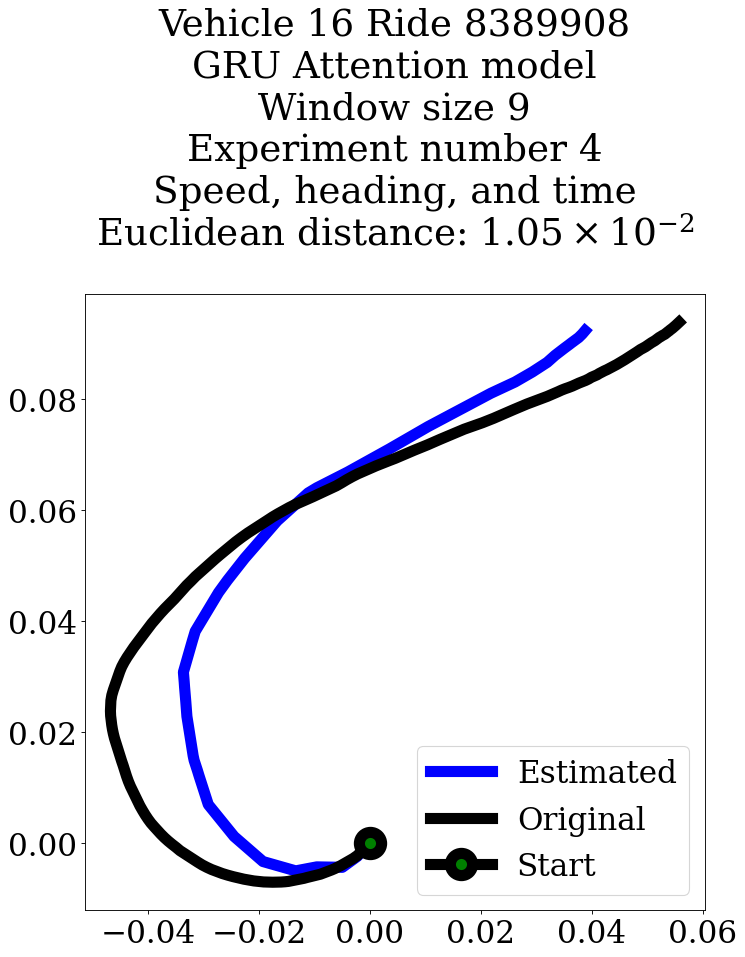 Vehicle 16 Ride 8389908
GRU Attention model
Window size 9
Experiment number 4
Speed, heading, and time
Euclidean distance: 1.05 × 10⁻²
0.08
0.06
0.04
0.02
0.00
Estimated
Original
Start
−0.04 −0.02 0.00 0.02 0.04 0.06